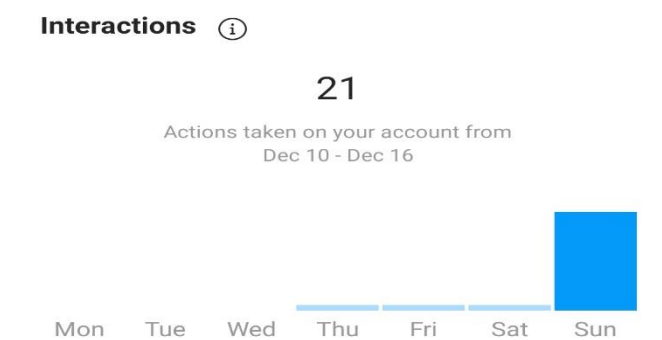 Interactions i
21
Actions taken on your account from
Dec 10 - Dec 16
Mon Tue Wed Thu Fri Sat Sun